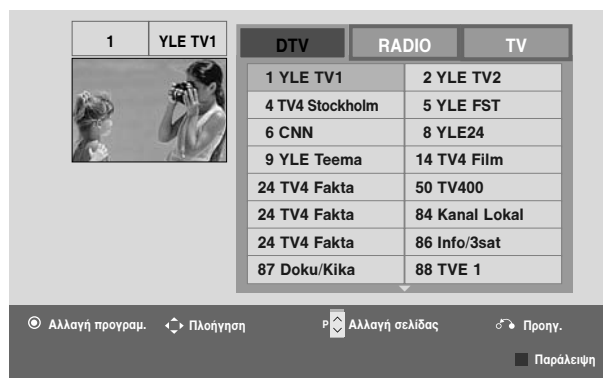 1 YLE TV1
DTV RADIO TV
1 YLE TV1 2 YLE TV2
4 TV4 Stockholm 5 YLE FST
6 CNN 8 YLE24
9 YLE Teema 14 TV4 Film
24 TV4 Fakta 50 TV400
24 TV4 Fakta 84 Kanal Lokal
24 TV4 Fakta 86 Info/3sat
87 Doku/Kika 88 TVE 1
Αλλαγή προγραμ. Πλοήγηση P Αλλαγή σελίδας Προηγ.
Παράλειψη